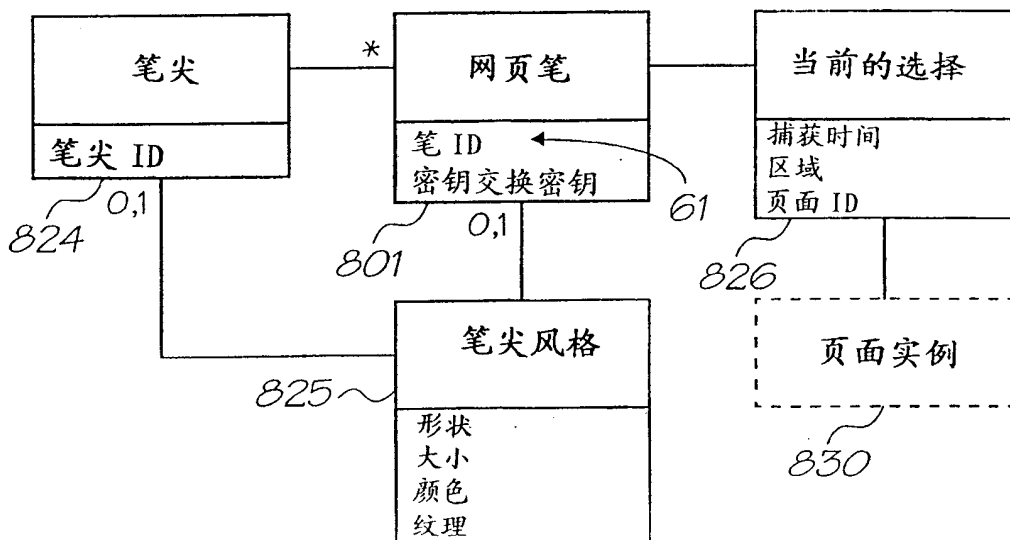 笔尖
笔尖 ID
0,1
824
*
网页笔
笔 ID
密钥交换密钥
0,1
801
61
当前的选择
捕获时间
区域
页面 ID
826
笔尖风格
825
形状
大小
颜色
纹理
页面实例
830